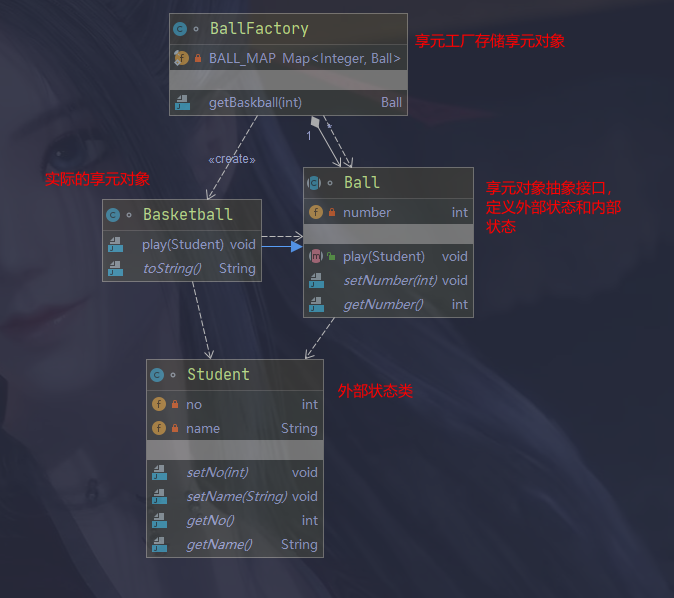 BallFactory
享元工厂存储享元对象
BALL_MAP Map<Integer, Ball>
getBaskball(int) Ball
1
*
«create»
实际的享元对象
Ball
享元对象抽象接口，
定义外部状态和内部
状态
number int
Basketball
play(Student) void
toString() String
play(Student) void
setNumber(int) void
getNumber() int
Student
外部状态类
no int
name String
setNo(int) void
setName(String) void
getNo() int
getName() String